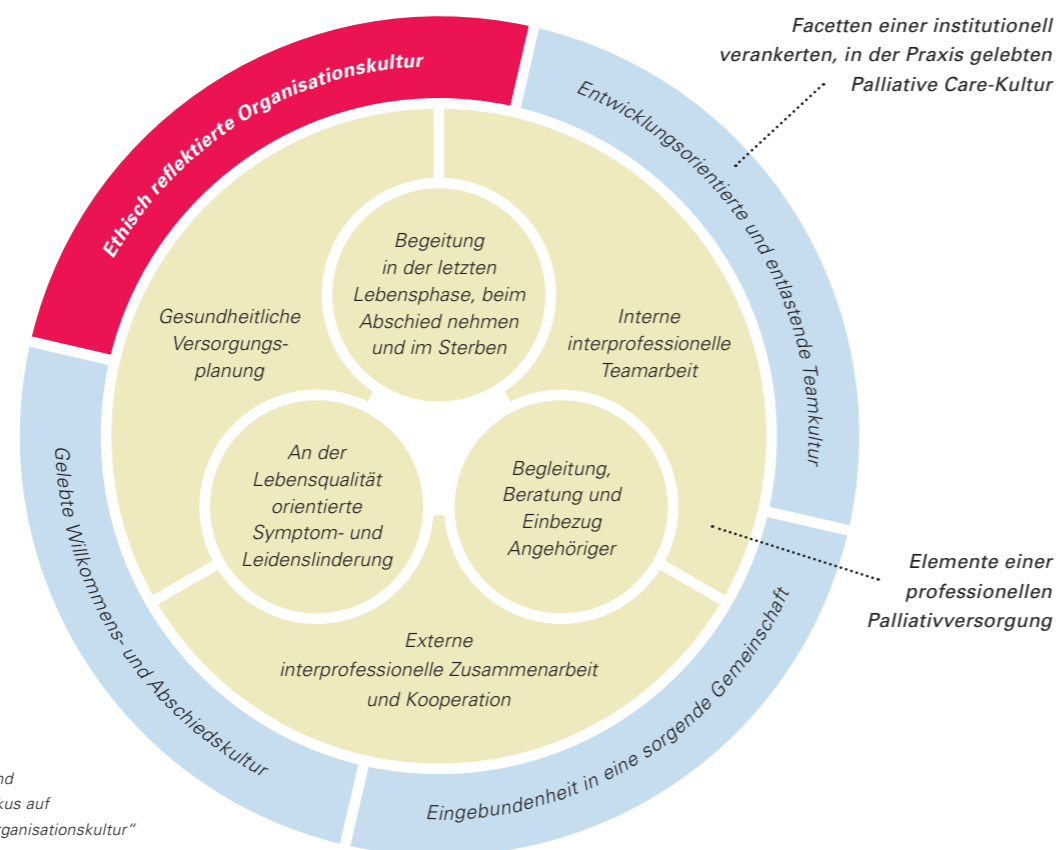 Facetten einer institutionell
verankerten, in der Praxis gelebten
Palliative Care-Kultur
Ethisch reflektierte Organisationskultur
Entwicklungsorientierte und entlastende Teamkultur
Begeitung
in der letzten
Lebensphase, beim
Abschied nehmen
und im Sterben
Gesundheitliche
Versorgungs-
planung
Interne
interprofessionelle
Teamarbeit
An der
Lebensqualität
orientierte
Symptom- und
Leidenslinderung
Begleitung,
Beratung und
Einbezug
Angehöriger
Elemente einer
professionellen
Palliativversorgung
Externe
interprofessionelle Zusammenarbeit
und Kooperation
Gelebte Willkommens- und Abschiedskultur
Eingebundenheit in eine sorgende Gemeinschaft
nd
kus auf
rganisationskultur“